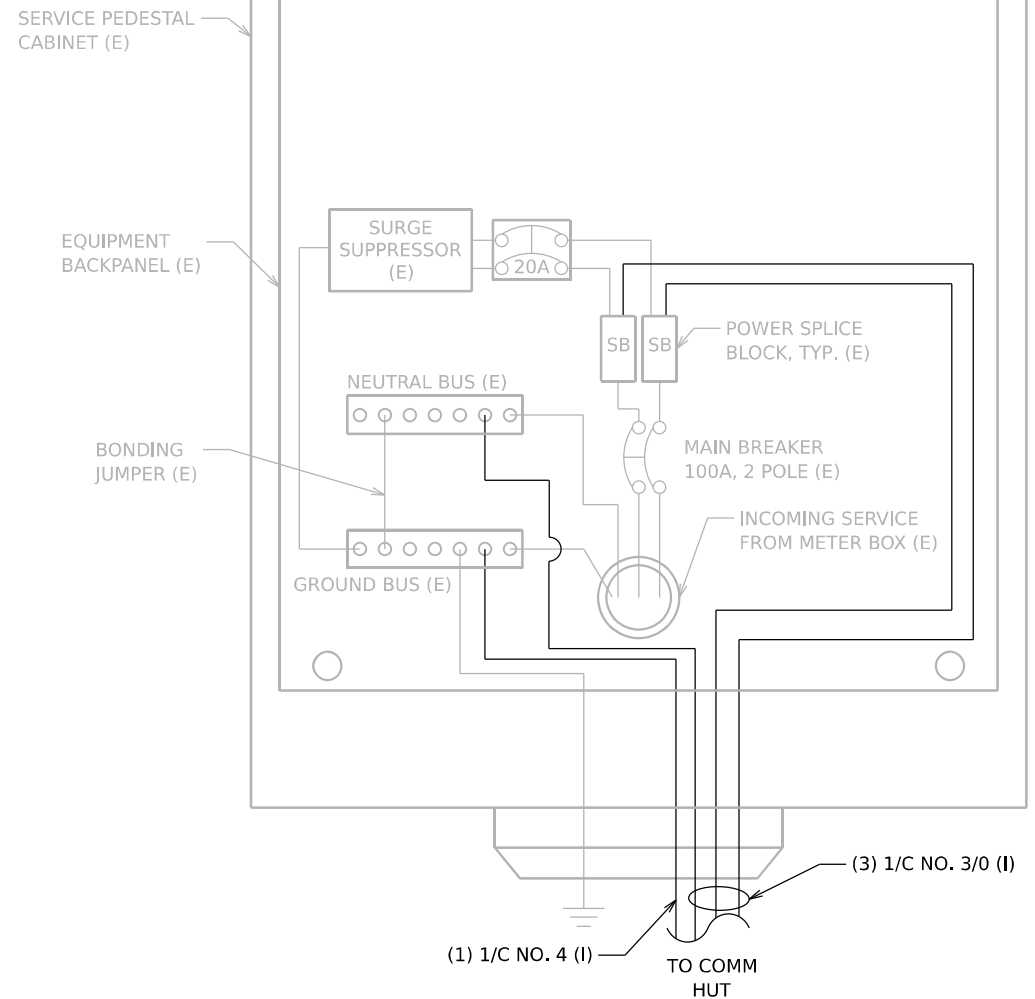 SERVICE PEDESTAL
CABINET (E)
SURGE
SUPPRESSOR
(E)
20A
EQUIPMENT
BACKPANEL (E)
SB
SB
POWER SPLICE
BLOCK, TYP. (E)
NEUTRAL BUS (E)
BONDING
JUMPER (E)
MAIN BREAKER
100A, 2 POLE (E)
INCOMING SERVICE
FROM METER BOX (E)
GROUND BUS (E)
(3) 1/C NO. 3/0 (I)
(1) 1/C NO. 4 (I)
TO COMM
HUT